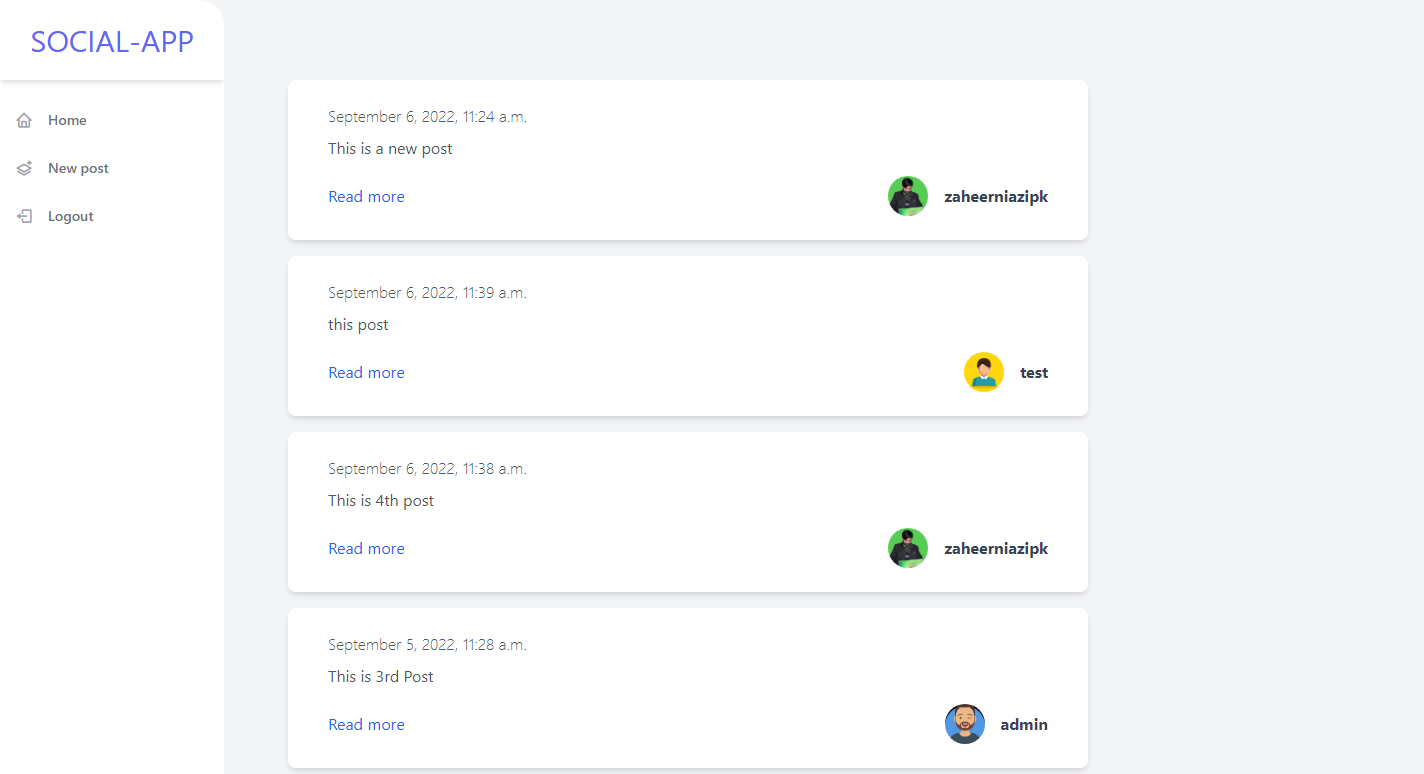 SOCIAL-APP
Home
New post
Logout
September 6, 2022, 11:24 a.m.
This is a new post
Read more
zaheerniazipk
September 6, 2022, 11:39 a.m.
this post
Read more
test
September 6, 2022, 11:38 a.m.
This is 4th post
Read more
zaheerniazipk
September 5, 2022, 11:28 a.m.
This is 3rd Post
Read more
admin